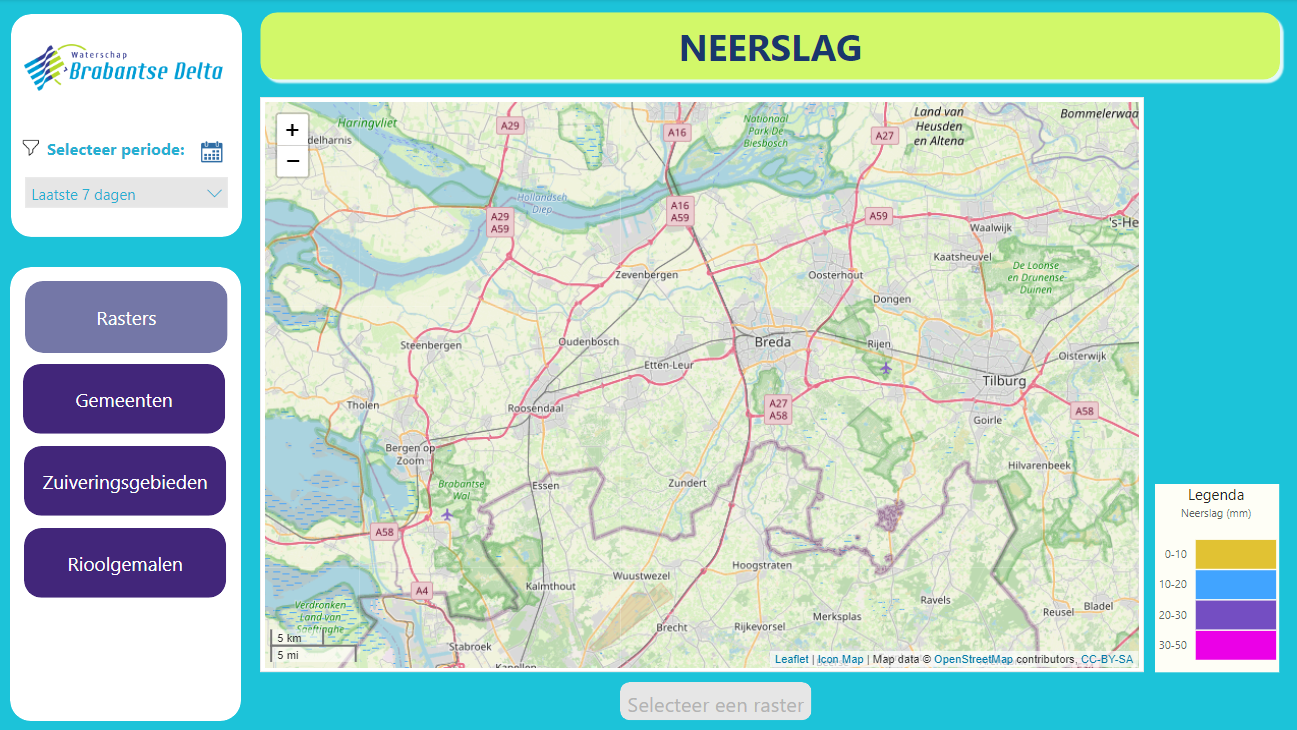 Waterschap
Brabantse Delta
NEERSLAG
Selecteer periode:
Laatste 7 dagen
Rasters
Gemeenten
Zuiveringsgebieden
Rioolgemalen
+
−
Haringvliet
delharnis
A29
A16
Nationaal
Park De
Biesbosch
A27
Land van
Heusden
en Altena
Bommelerwaa
Hollandsch
Diep
A29
A59
A16
A59
A59
Waalwijk
's-He
Zevenbergen
Oosterhout
Kaatsheuvel
De Loonse
en Drunense
Duinen
Dongen
Steenbergen
Oudenbosch
Breda
Rijen
Oisterwijk
Etten-Leur
Tilburg
Tholen
Roosendaal
A27
A58
A58
Goirle
Bergen op
Zoom
Hilvarenbeek
Brabantse
Wal
Essen
Zundert
A58
Hoogstraten
Wuustwezel
Kalmthout
A4
Verdronken
Land van
Saeftinghe
Ravels
Reusel
Bladel
Merksplas
Brecht
Rijkevorsel
Stabroek
Kapellen
5 km
5 mi
Leaflet | Icon Map | Map data © OpenStreetMap contributors, CC-BY-SA
Legenda
Neerslag (mm)
0-10
10-20
20-30
30-50
Selecteer een raster